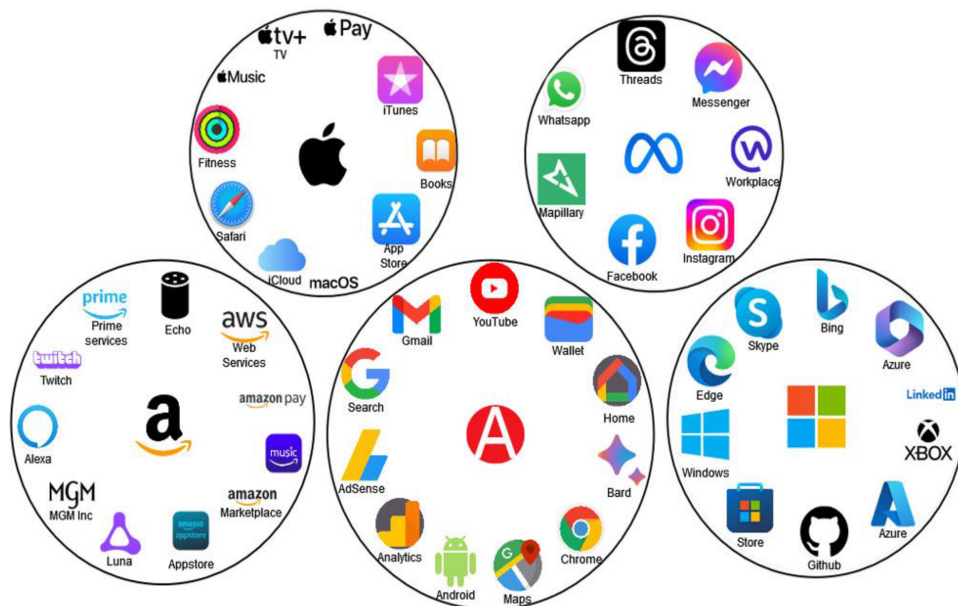 tv+
TV
Pay
Music
iTunes
Fitness
Books
Safari
App
Store
iCloud
macOS
Threads
Messenger
Whatsapp
Workplace
Mapillary
Instagram
Facebook
prime
Prime
services
Echo
aws
Web
Services
twitch
Twitch
amazon pay
a
Alexa
music
MGM
MGM Inc
amazon
Marketplace
Luna
amazon
appstore
Appstore
YouTube
Gmail
Wallet
G
Search
Home
A
AdSense
Bard
Analytics
Chrome
Android
G
Maps
Bing
S
Skype
Azure
Edge
Linked in
Windows
XBOX
Store
Azure
Github